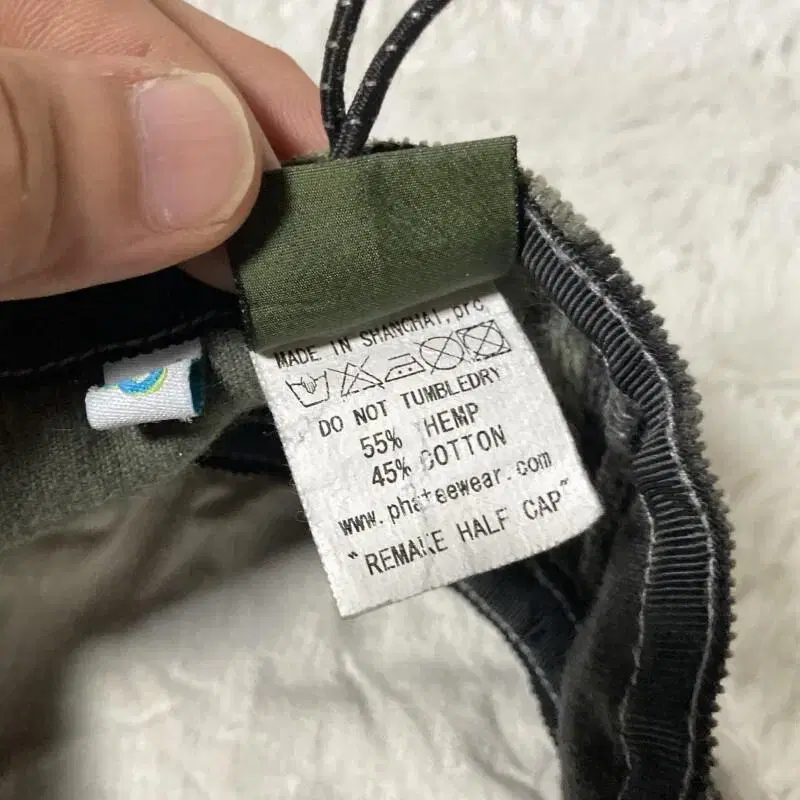 MADE IN SHANGHAI, prc
DO NOT TUMBLEDRY
55% HEMP
45% COTTON
www.phateewear.com
"REMAKE HALF CAP"